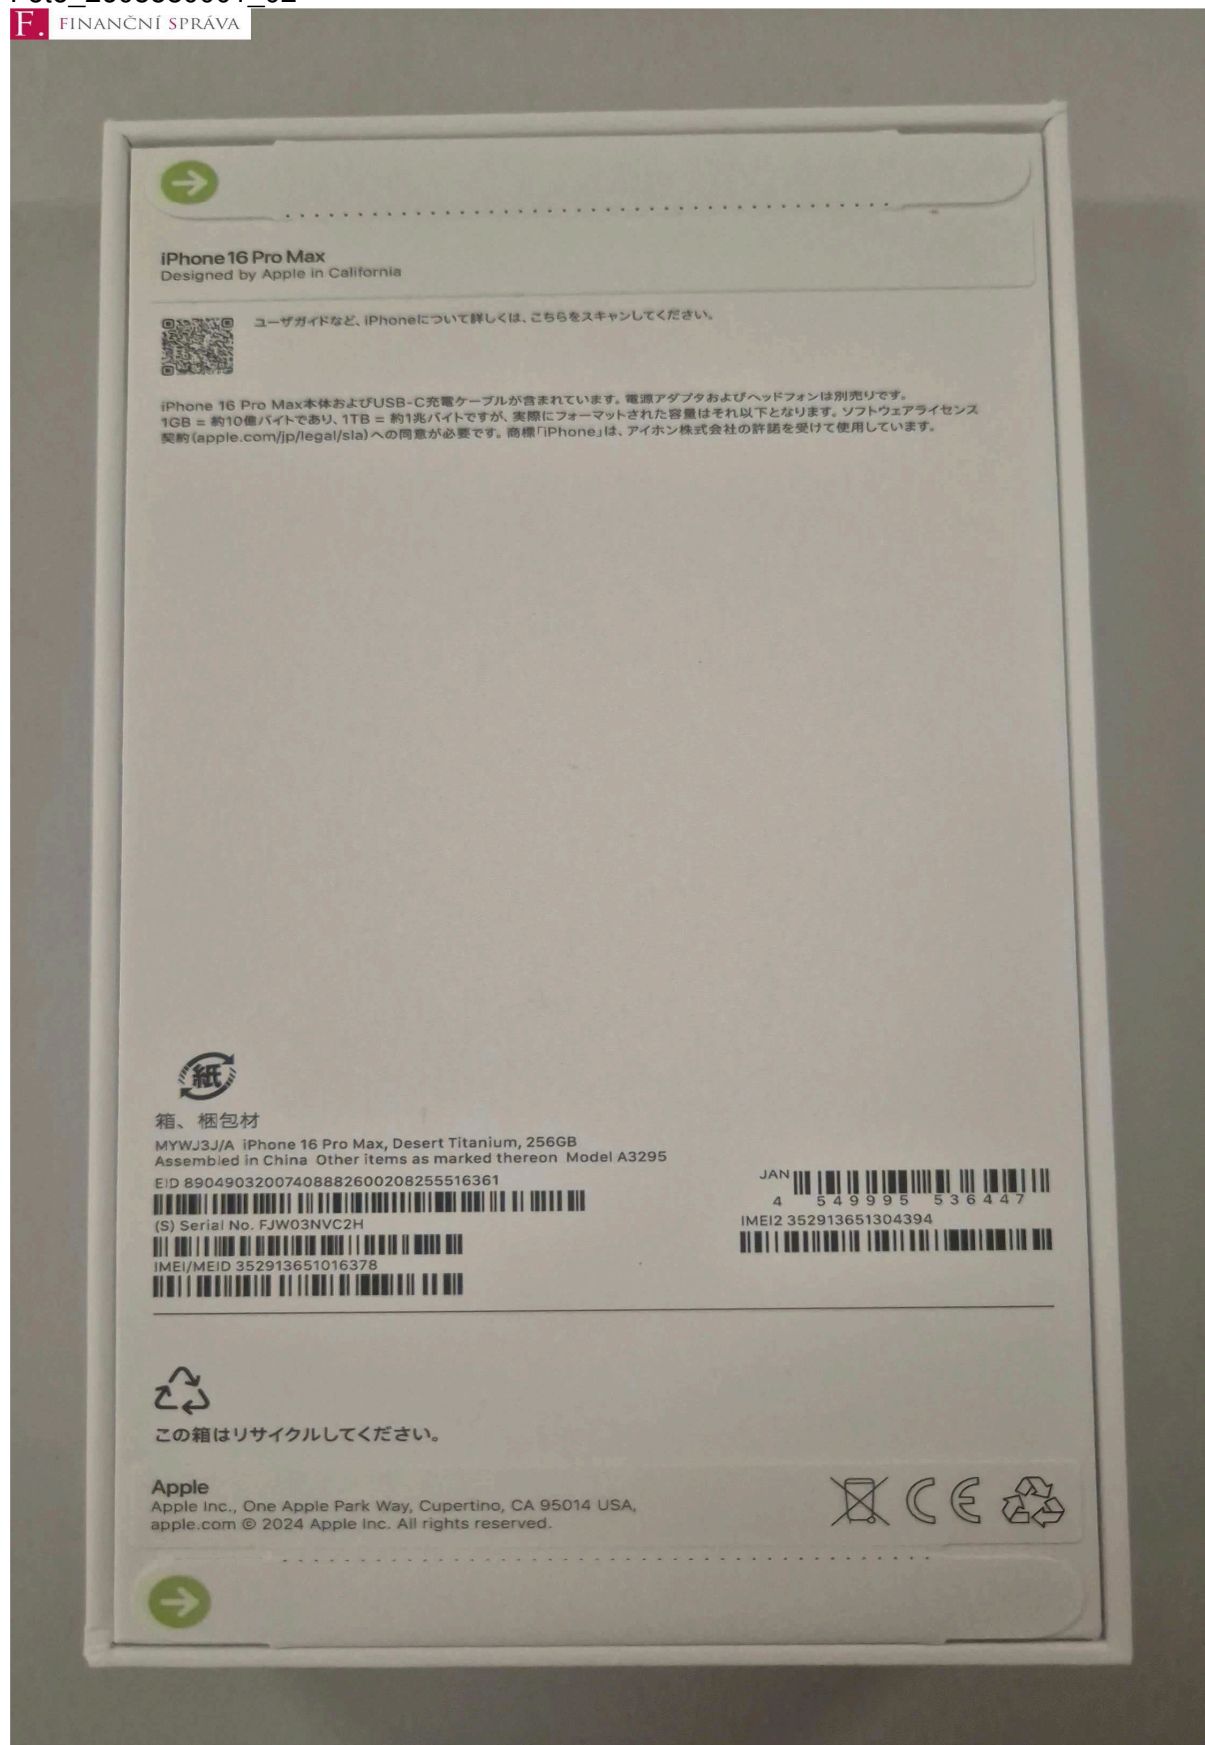 FINANČNÍ SPRÁVA
iPhone 16 Pro Max
Designed by Apple in California
ユーザガイドなど、iPhoneについて詳しくは、こちらをスキャンしてください。
iPhone 16 Pro Max本体およびUSB-C充電ケーブルが含まれています。電源アダプタおよびヘッドフォンは別売りです。
1GB = 約10億バイトであり、1TB = 約1兆バイトですが、実際にフォーマットされた容量はそれ以下となります。ソフトウェアライセンス
契約(apple.com/jp/legal/sla)への同意が必要です。商標「iPhone」は、アイホン株式会社の許諾を受けて使用しています。
紙
箱、梱包材
MYWJ3J/A iPhone 16 Pro Max, Desert Titanium, 256GB
Assembled in China Other items as marked thereon Model A3295
EID 89049032007408882600208255516361
(S) Serial No. FJW03NVC2H
IMEI/MEID 352913651016378
JAN
4 549995 536447
IMEI2 352913651304394
この箱はリサイクルしてください。
Apple
Apple Inc., One Apple Park Way, Cupertino, CA 95014 USA,
apple.com © 2024 Apple Inc. All rights reserved.
CE